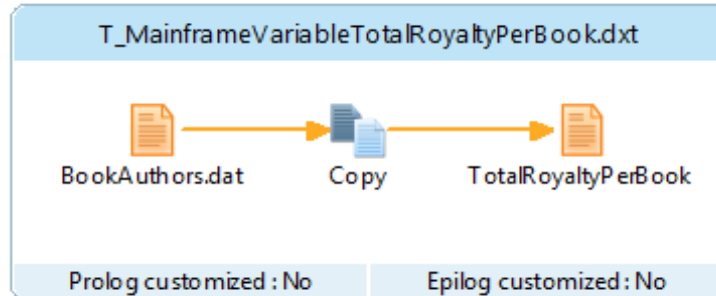 T_MainframeVariableTotalRoyaltyPerBook.dxt
BookAuthors.dat Copy TotalRoyaltyPerBook
Prolog customized : No Epilog customized : No